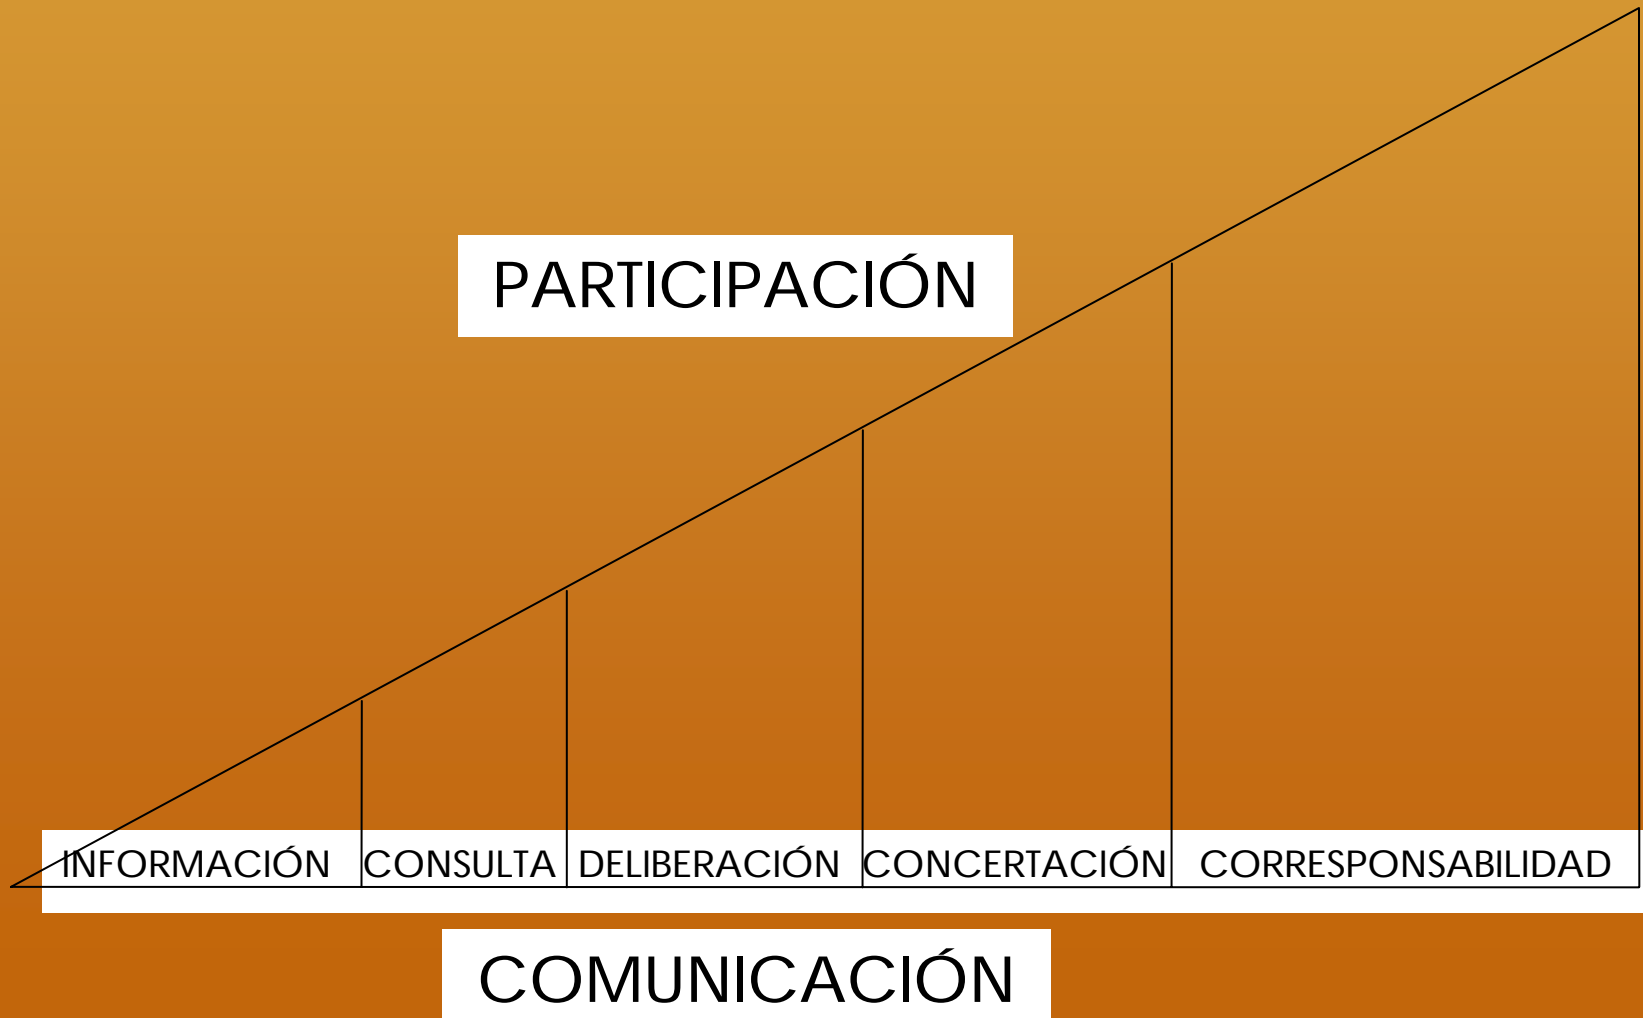 PARTICIPACIÓN
INFORMACIÓN CONSULTA DELIBERACIÓN CONCERTACIÓN CORRESPONSABILIDAD
COMUNICACIÓN